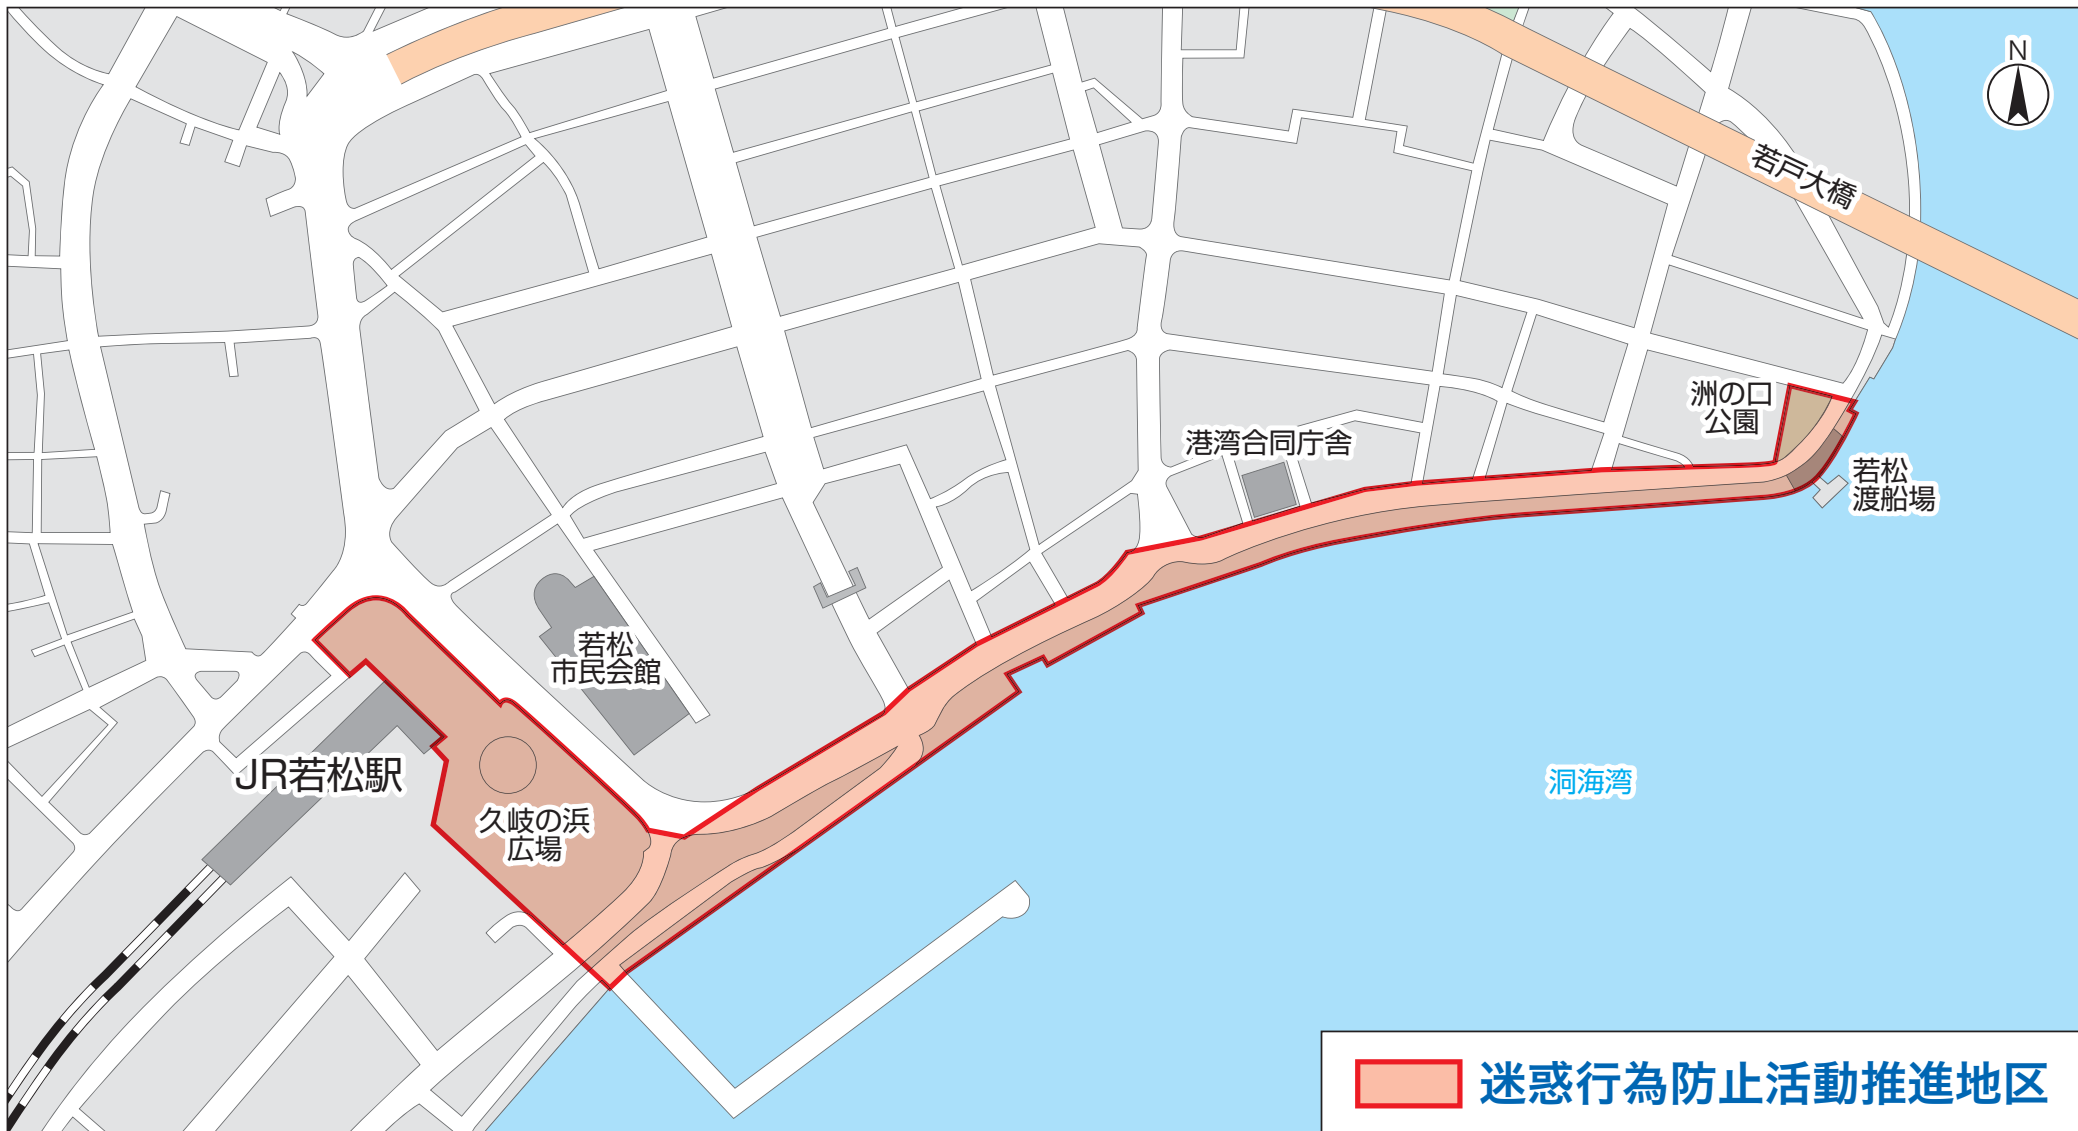 N
若戸大橋
洲の口
公園
港湾合同庁舎
若松
渡船場
若松
市民会館
JR若松駅
久岐の浜
広場
洞海湾
迷惑行為防止活動推進地区